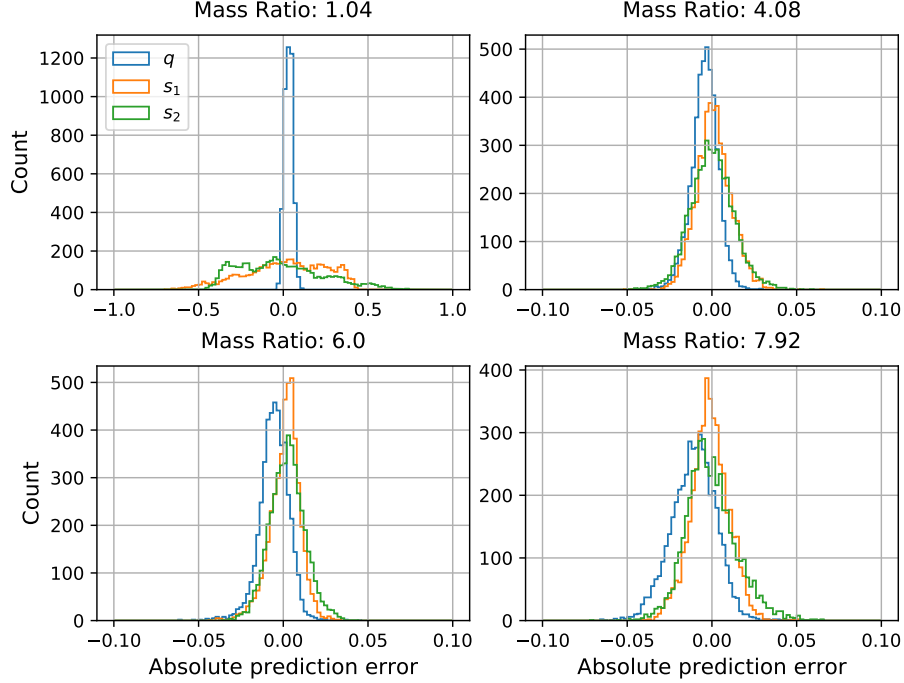 Mass Ratio: 1.04
Mass Ratio: 4.08
1200
1000
800
600
400
200
0
Count
q
s₁
s₂
−1.0 −0.5 0.0 0.5 1.0
500
400
300
200
100
0
−0.10 −0.05 0.00 0.05 0.10
Mass Ratio: 6.0
Mass Ratio: 7.92
500
400
300
200
100
0
Count
−0.10 −0.05 0.00 0.05 0.10
Absolute prediction error
400
300
200
100
0
−0.10 −0.05 0.00 0.05 0.10
Absolute prediction error